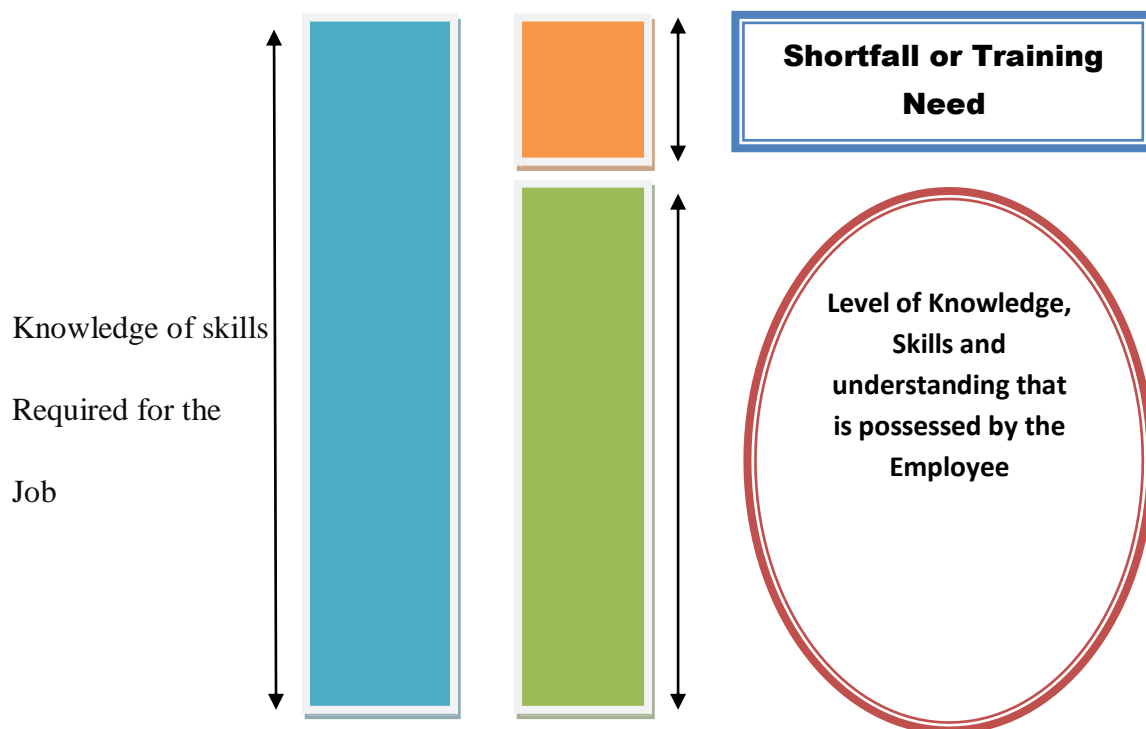 Shortfall or Training
Need
Knowledge of skills
Required for the
Job
Level of Knowledge,
Skills and
understanding that
is possessed by the
Employee